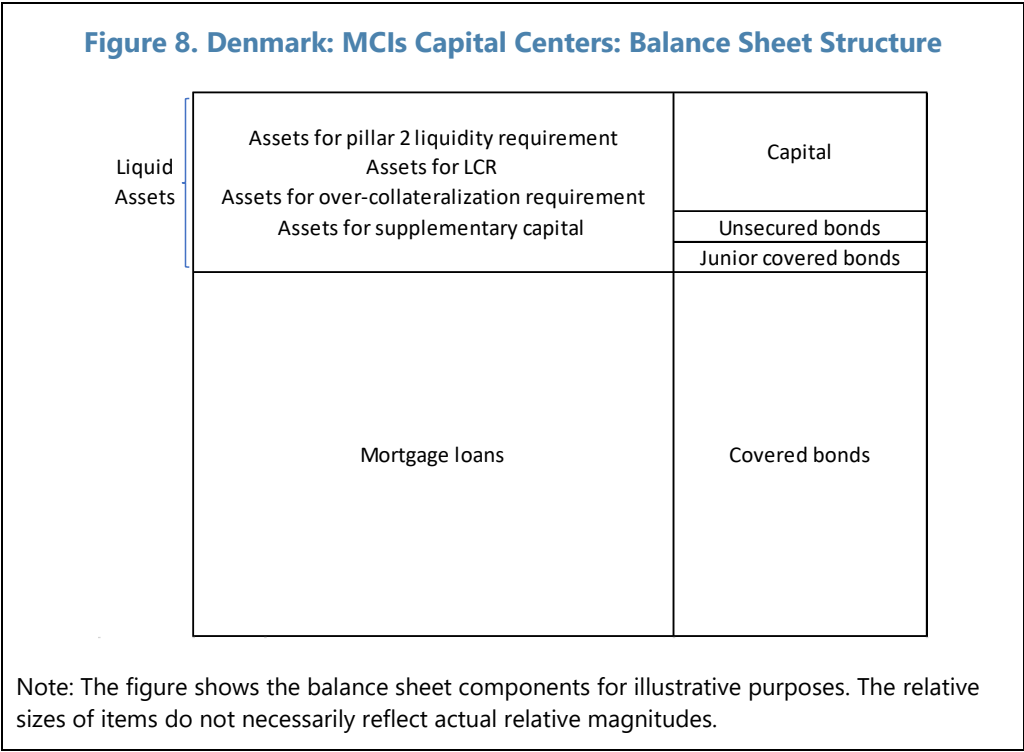 Figure 8. Denmark: MCIs Capital Centers: Balance Sheet Structure
Liquid
Assets
Assets for pillar 2 liquidity requirement
Assets for LCR
Assets for over-collateralization requirement
Assets for supplementary capital
Capital
Unsecured bonds
Junior covered bonds
Mortgage loans
Covered bonds
Note: The figure shows the balance sheet components for illustrative purposes. The relative
sizes of items do not necessarily reflect actual relative magnitudes.